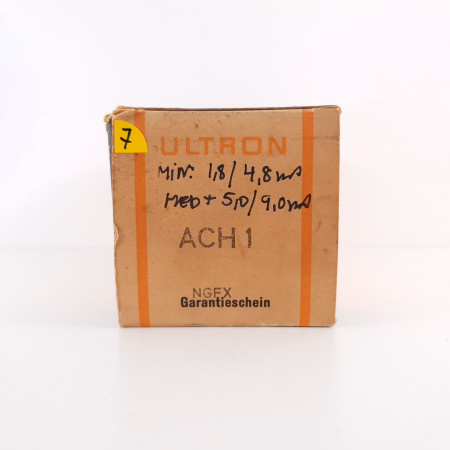 7
ULTRON
MiN. 1,8/4,8mA
MED+ 5,0/9,0mA
ACH1
NGFX
Garantieschein